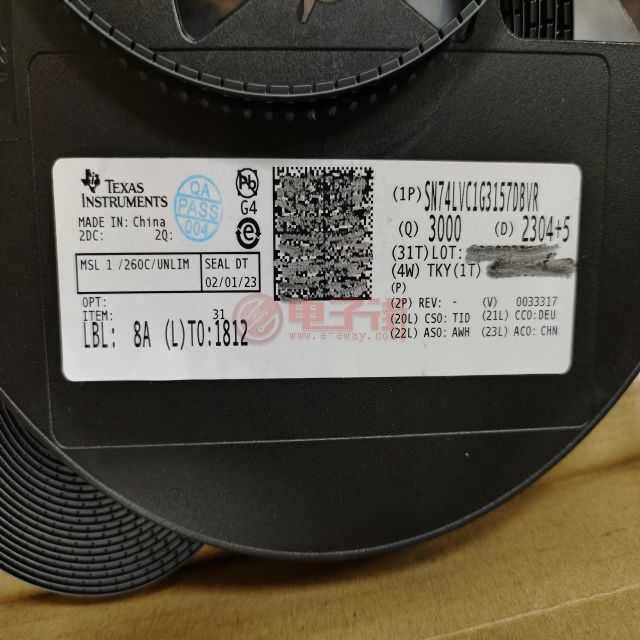 TEXAS
INSTRUMENTS
MADE IN: China
2DC: 2Q:
QA
PASS
004
Pb
G4
e
MSL 1 /260C/UNLIM
SEAL DT
02/01/23
OPT:
ITEM: 31
LBL: 8A (L)TO:1812
(1P) SN74LVC1G3157DBVR
(Q) 3000 (D) 2304+5
(31T)LOT:
(4W) TKY(1T)
(P)
(2P) REV: - (V) 0033317
(20L) CSO: TID (21L) CCO:DEU
(22L) ASO: AWH (23L) ACO: CHN
www.e-eway.com